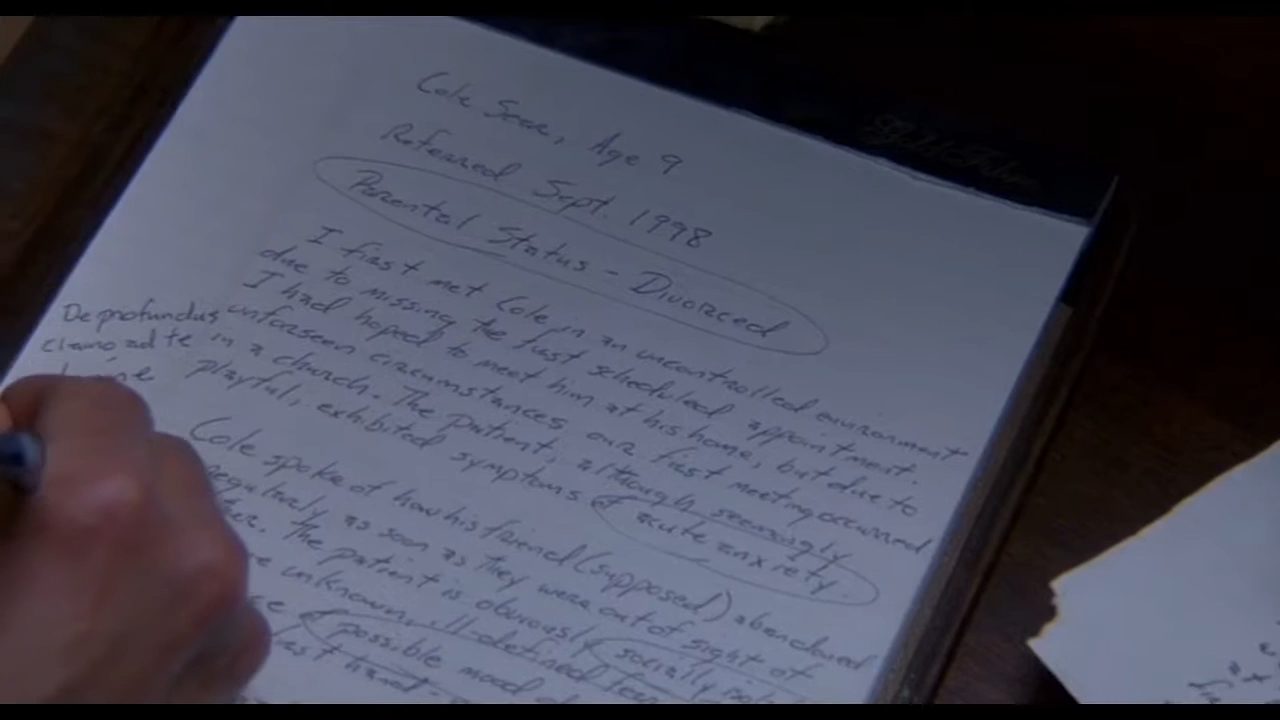 Cole Sear, Age 9
Referred Sept. 1998
Parental Status - Divorced
I first met Cole in an uncontrolled environment
due to missing the first scheduled appointment.
I had hoped to meet him at his home, but due to
unforseen circumstances our first meeting occurred
in a church. The patient, although seemingly
playful, exhibited symptoms of acute anxiety.
De profundus
clamo ad te
Cole spoke of how his friend (supposed) abandoned
regularly as soon as they were out of sight of
The patient is obviously socially
unknown, ill-defined
possible mood